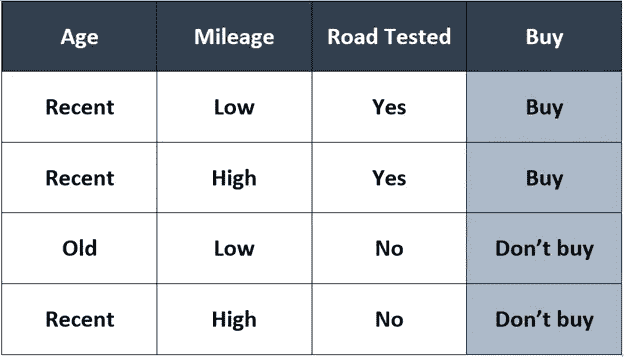 Age Mileage Road Tested Buy
Recent Low Yes Buy
Recent High Yes Buy
Old Low No Don’t buy
Recent High No Don’t buy